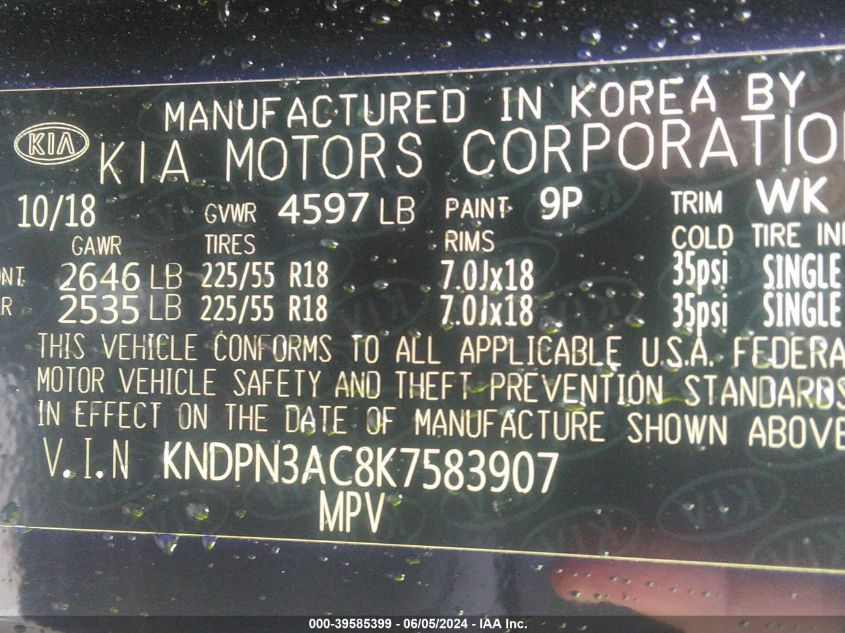 MANUFACTURED IN KOREA BY
KIA KIA MOTORS CORPORATIO
10/18 GVWR 4597 LB PAINT 9P TRIM WK
GAWR TIRES RIMS COLD TIRE IN
NT 2646 LB 225/55 R18 7.0Jx18 35psi SINGLE
R 2535 LB 225/55 R18 7.0Jx18 35psi SINGLE
THIS VEHICLE CONFORMS TO ALL APPLICABLE U.S.A. FEDERA
MOTOR VEHICLE SAFETY AND THEFT PREVENTION STANDARDS
IN EFFECT ON THE DATE OF MANUFACTURE SHOWN ABOVE
V.I.N KNDPN3AC8K7583907
MPV
000-39585399 - 06/05/2024 - IAA Inc.